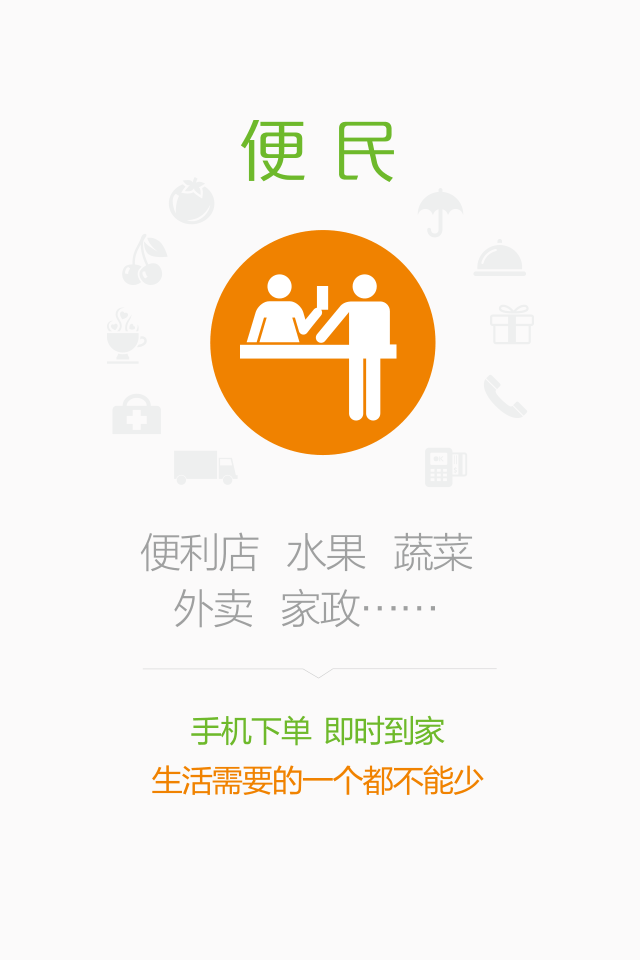 便民
便利店 水果 蔬菜
外卖 家政……
手机下单 即时到家
生活需要的一个都不能少